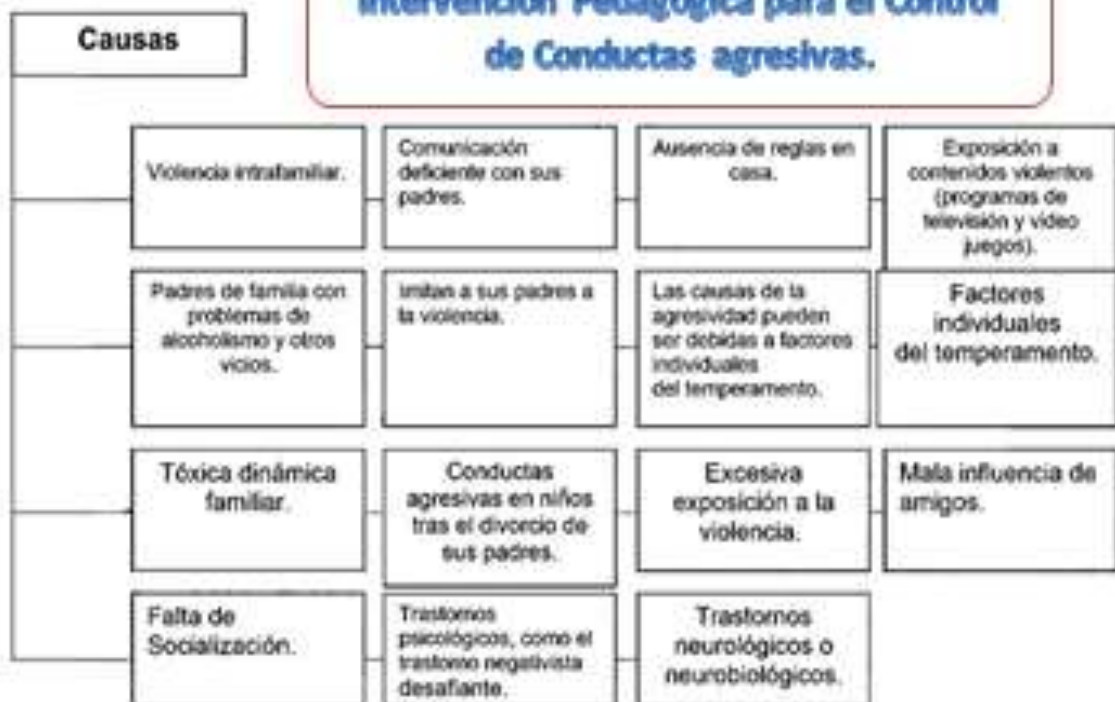 Intervención Pedagógica para el Control
de Conductas agresivas.
Causas
Violencia intrafamiliar.
Comunicación
deficiente con sus
padres.
Ausencia de reglas en
casa.
Exposición a
contenidos violentos
(programas de
televisión y video
juegos).
Padres de familia con
problemas de
alcoholismo y otros
vicios.
Imitan a sus padres a
la violencia.
Las causas de la
agresividad pueden
ser debidas a factores
individuales
del temperamento.
Factores
individuales
del temperamento.
Tóxica dinámica
familiar.
Conductas
agresivas en niños
tras el divorcio de
sus padres.
Excesiva
exposición a la
violencia.
Mala influencia de
amigos.
Falta de
Socialización.
Trastornos
psicológicos, como el
trastorno negativista
desafiante.
Trastornos
neurológicos o
neurobiológicos.